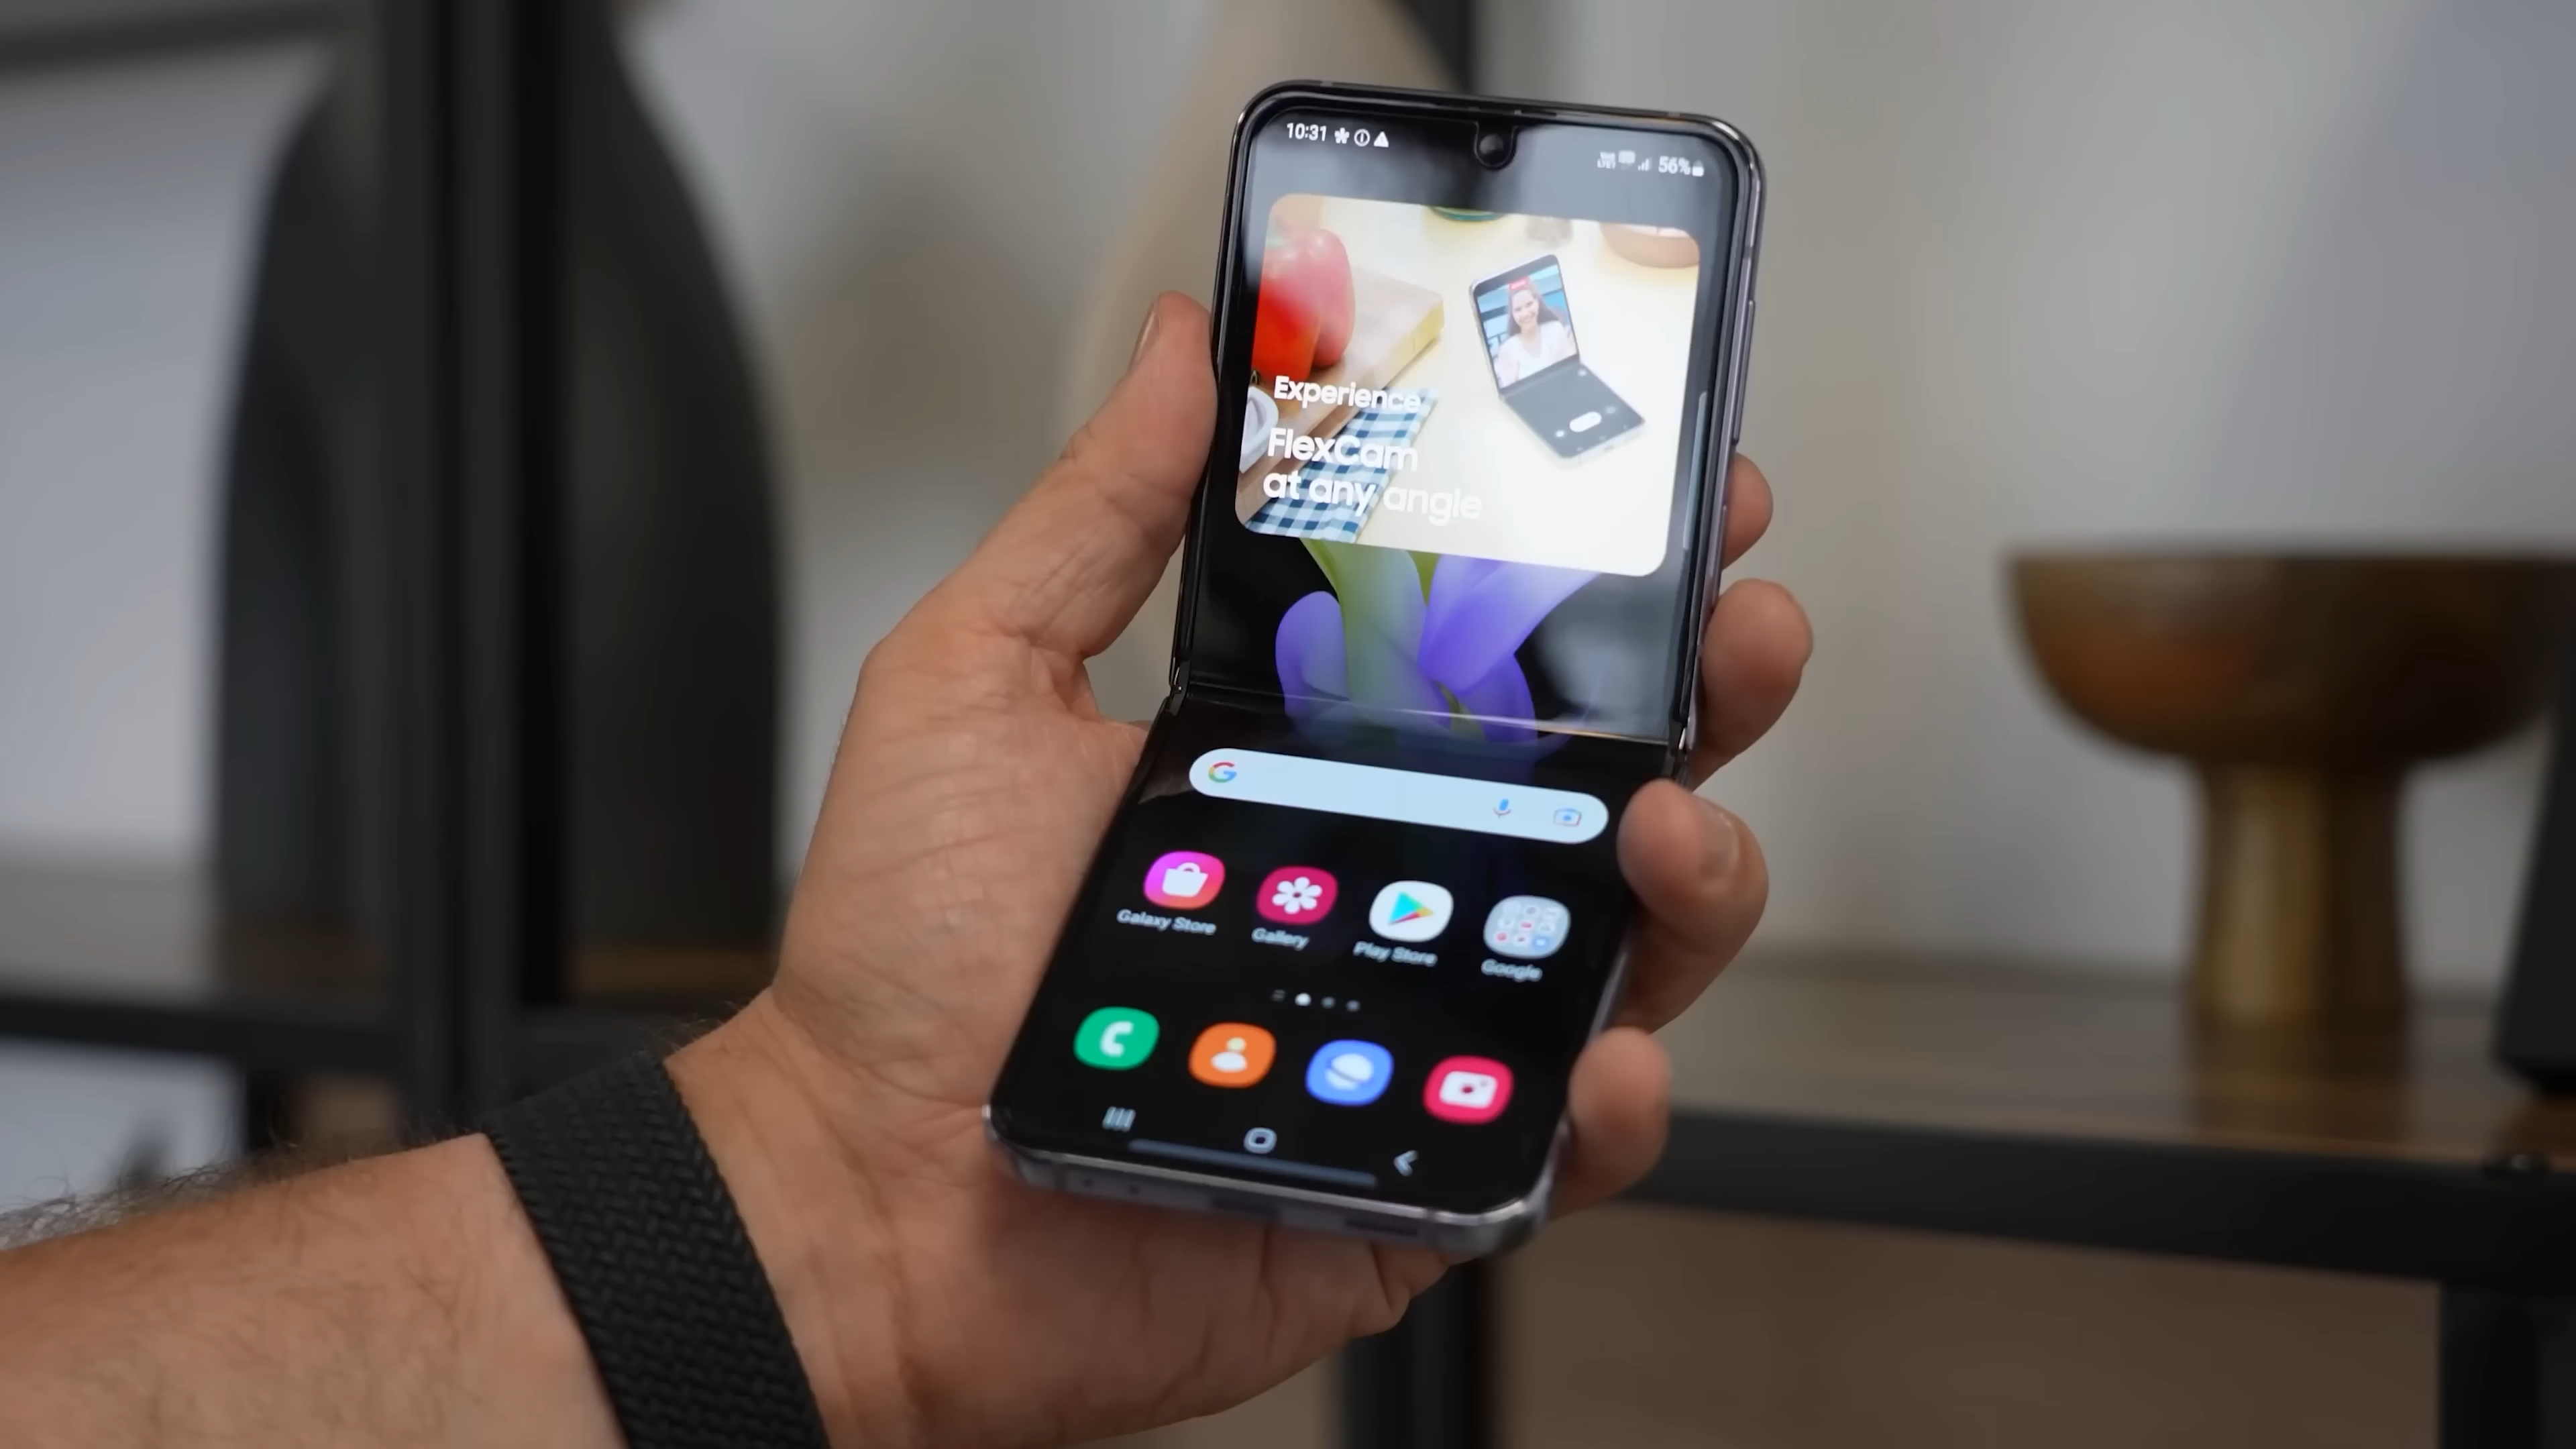 10:31
56%
Experience
FlexCam
at any angle
Galaxy Store
Gallery
Play Store
Google